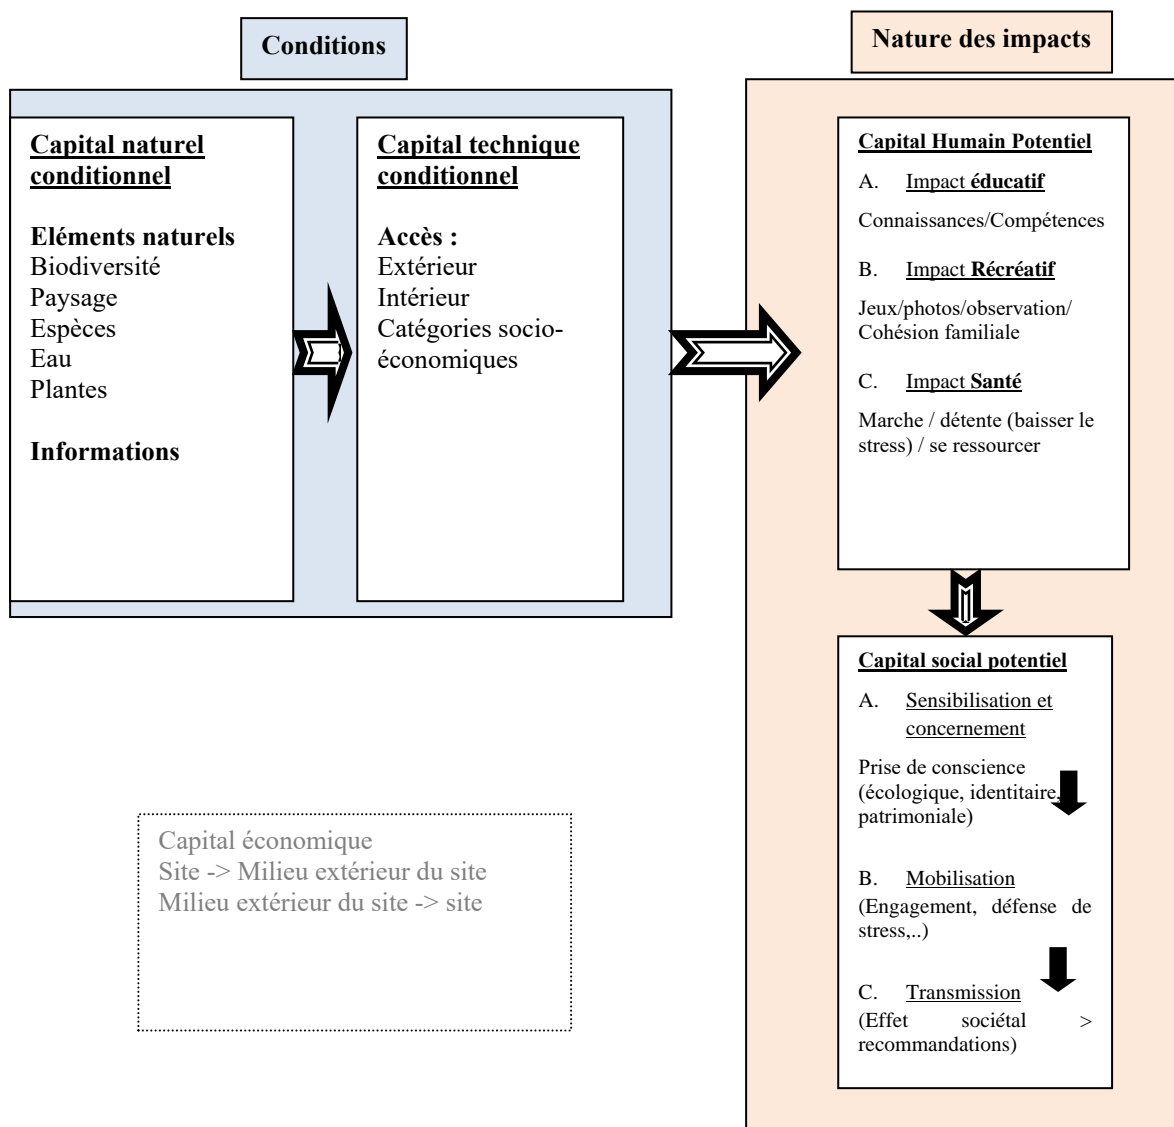 Conditions
Nature des impacts
Capital naturel
conditionnel
Eléments naturels
Biodiversité
Paysage
Espèces
Eau
Plantes
Informations
Capital technique
conditionnel
Accès :
Extérieur
Intérieur
Catégories socio-
économiques
Capital Humain Potentiel
A. Impact éducatif
Connaissances/Compétences
B. Impact Récréatif
Jeux/photos/observation/
Cohésion familiale
C. Impact Santé
Marche / détente (baisser le
stress) / se ressourcer
Capital social potentiel
A. Sensibilisation et
concernement
Prise de conscience
(écologique, identitaire,
patrimoniale)
B. Mobilisation
(Engagement, défense de
stress,..)
C. Transmission
(Effet sociétal >
recommandations)
Capital économique
Site -> Milieu extérieur du site
Milieu extérieur du site -> site